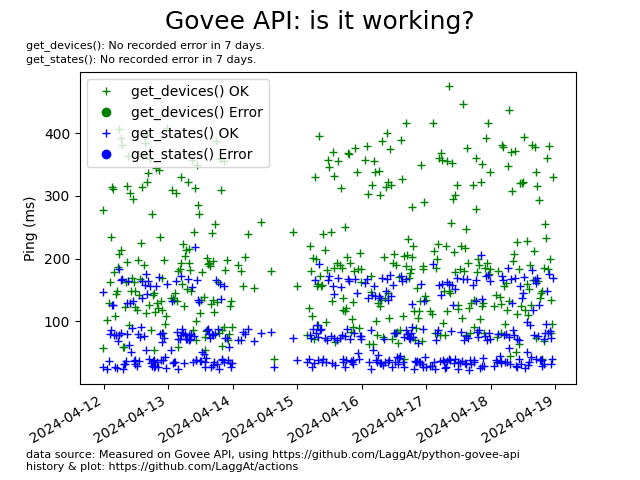 Govee API: is it working?
get_devices(): No recorded error in 7 days.
get_states(): No recorded error in 7 days.
get_devices() OK
get_devices() Error
get_states() OK
get_states() Error
400
300
200
100
Ping (ms)
2024-04-12
2024-04-13
2024-04-14
2024-04-15
2024-04-16
2024-04-17
2024-04-18
2024-04-19
data source: Measured on Govee API, using https://github.com/LaggAt/python-govee-api
history & plot: https://github.com/LaggAt/actions